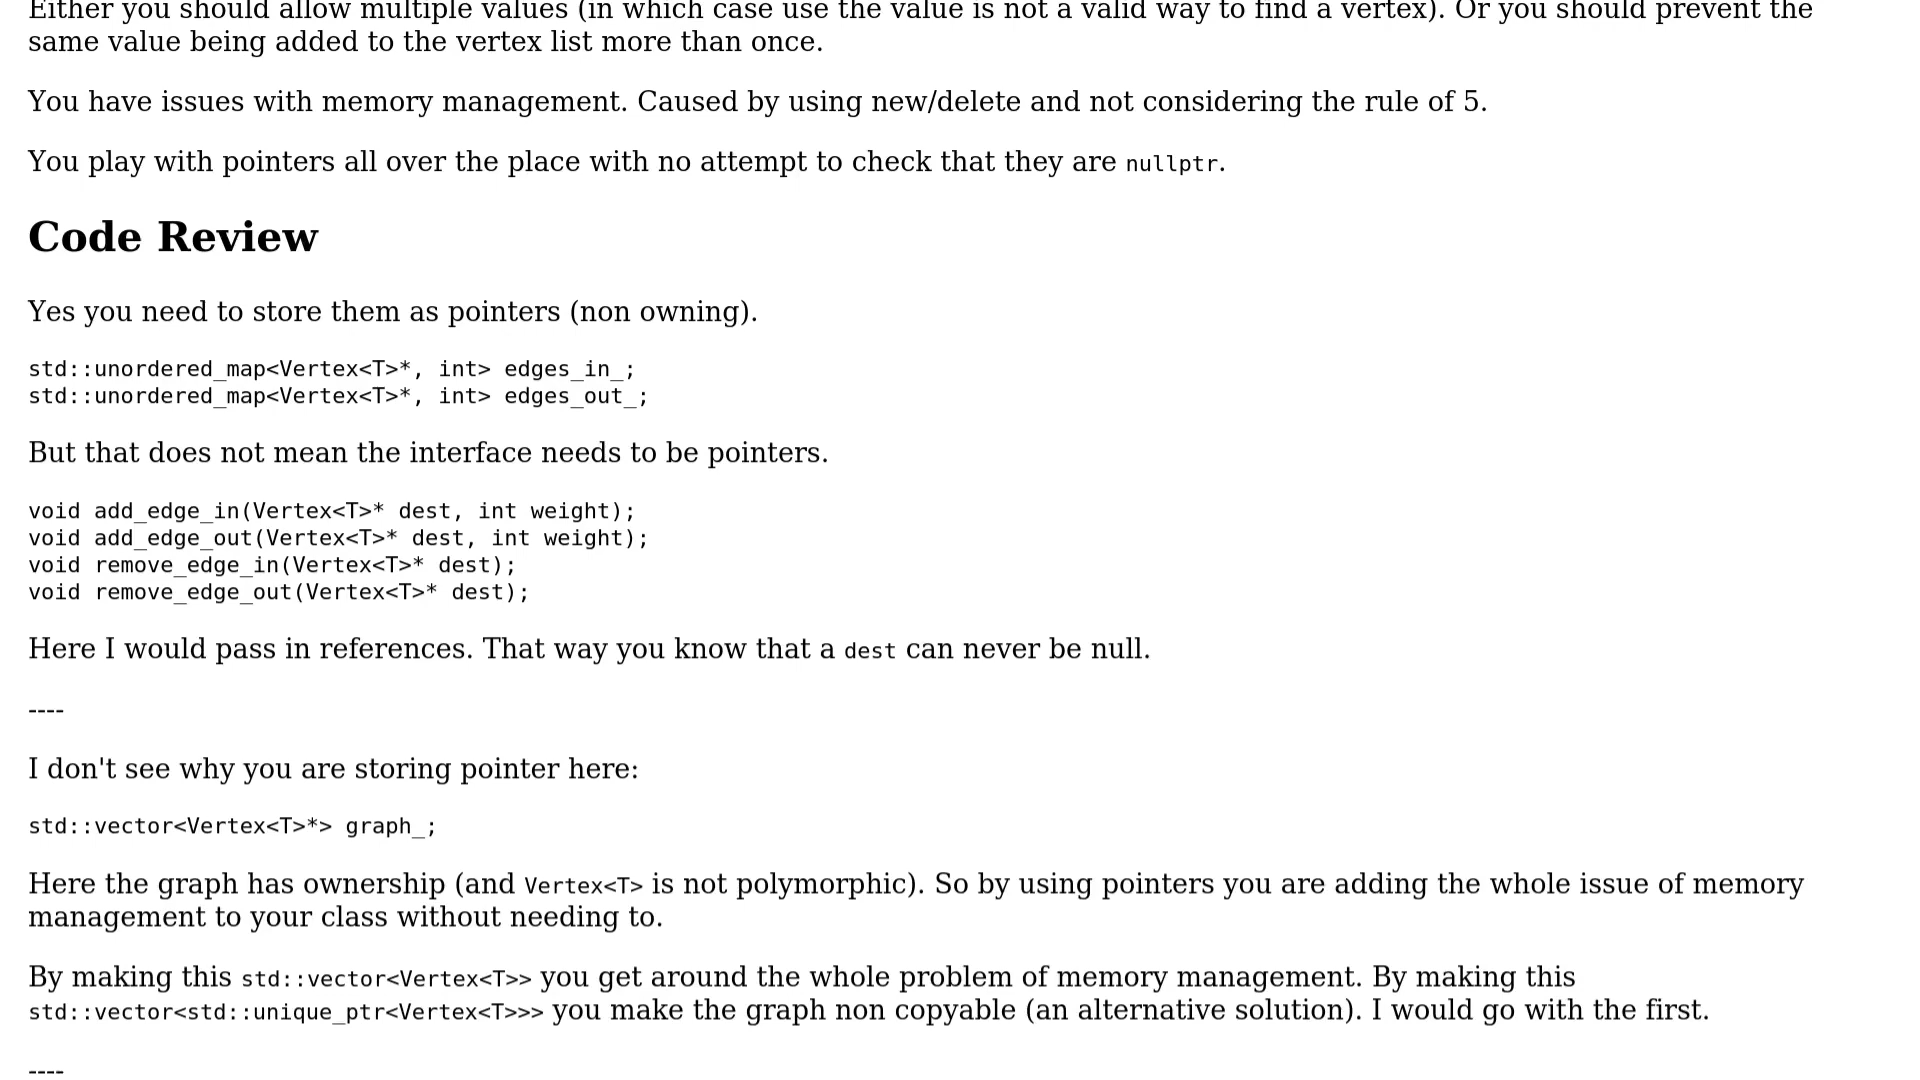 Either you should allow multiple values (in which case use the value is not a valid way to find a vertex). Or you should prevent the
same value being added to the vertex list more than once.
You have issues with memory management. Caused by using new/delete and not considering the rule of 5.
You play with pointers all over the place with no attempt to check that they are nullptr.
Code Review
Yes you need to store them as pointers (non owning).
std::unordered_map<Vertex<T>*, int> edges_in_;
std::unordered_map<Vertex<T>*, int> edges_out_;
But that does not mean the interface needs to be pointers.
void add_edge_in(Vertex<T>* dest, int weight);
void add_edge_out(Vertex<T>* dest, int weight);
void remove_edge_in(Vertex<T>* dest);
void remove_edge_out(Vertex<T>* dest);
Here I would pass in references. That way you know that a dest can never be null.
----
I don't see why you are storing pointer here:
std::vector<Vertex<T>*> graph_;
Here the graph has ownership (and Vertex<T> is not polymorphic). So by using pointers you are adding the whole issue of memory
management to your class without needing to.
By making this std::vector<Vertex<T>> you get around the whole problem of memory management. By making this
std::vector<std::unique_ptr<Vertex<T>>> you make the graph non copyable (an alternative solution). I would go with the first.
----